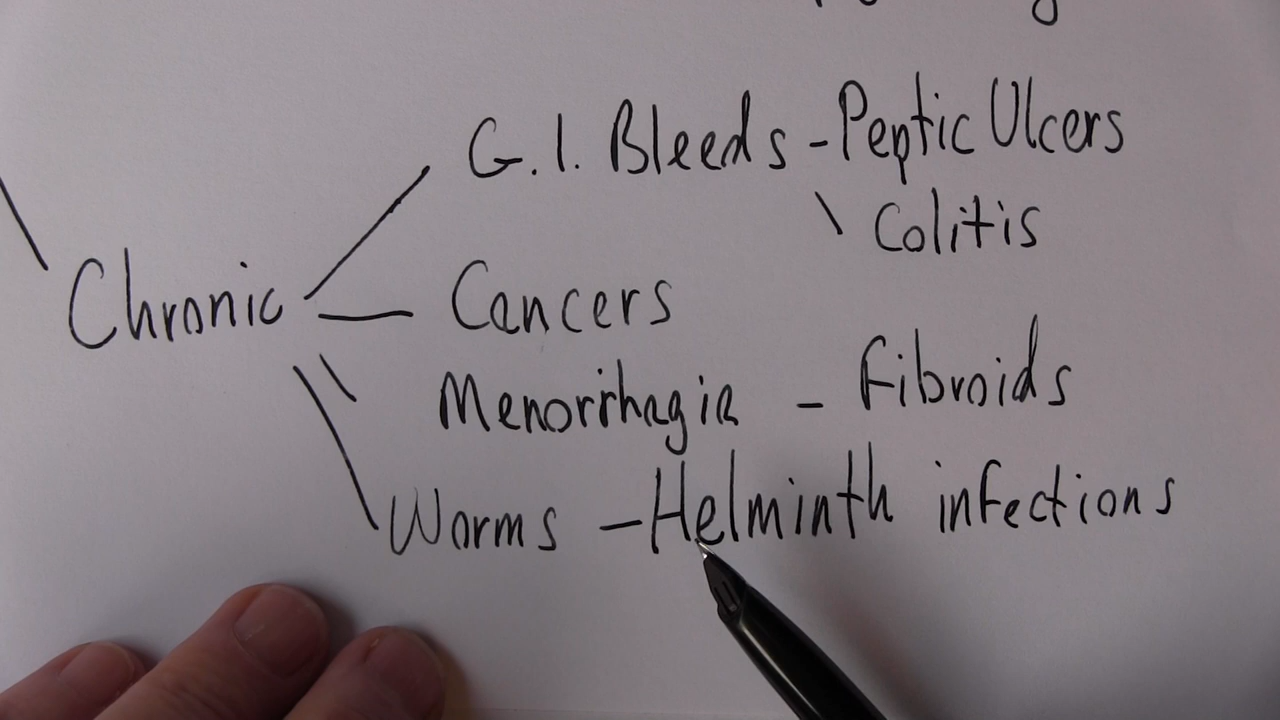 G.I. Bleeds - Peptic Ulcers
Colitis
Chronic
Cancers
Menorrhagia - Fibroids
Worms - Helminth infections